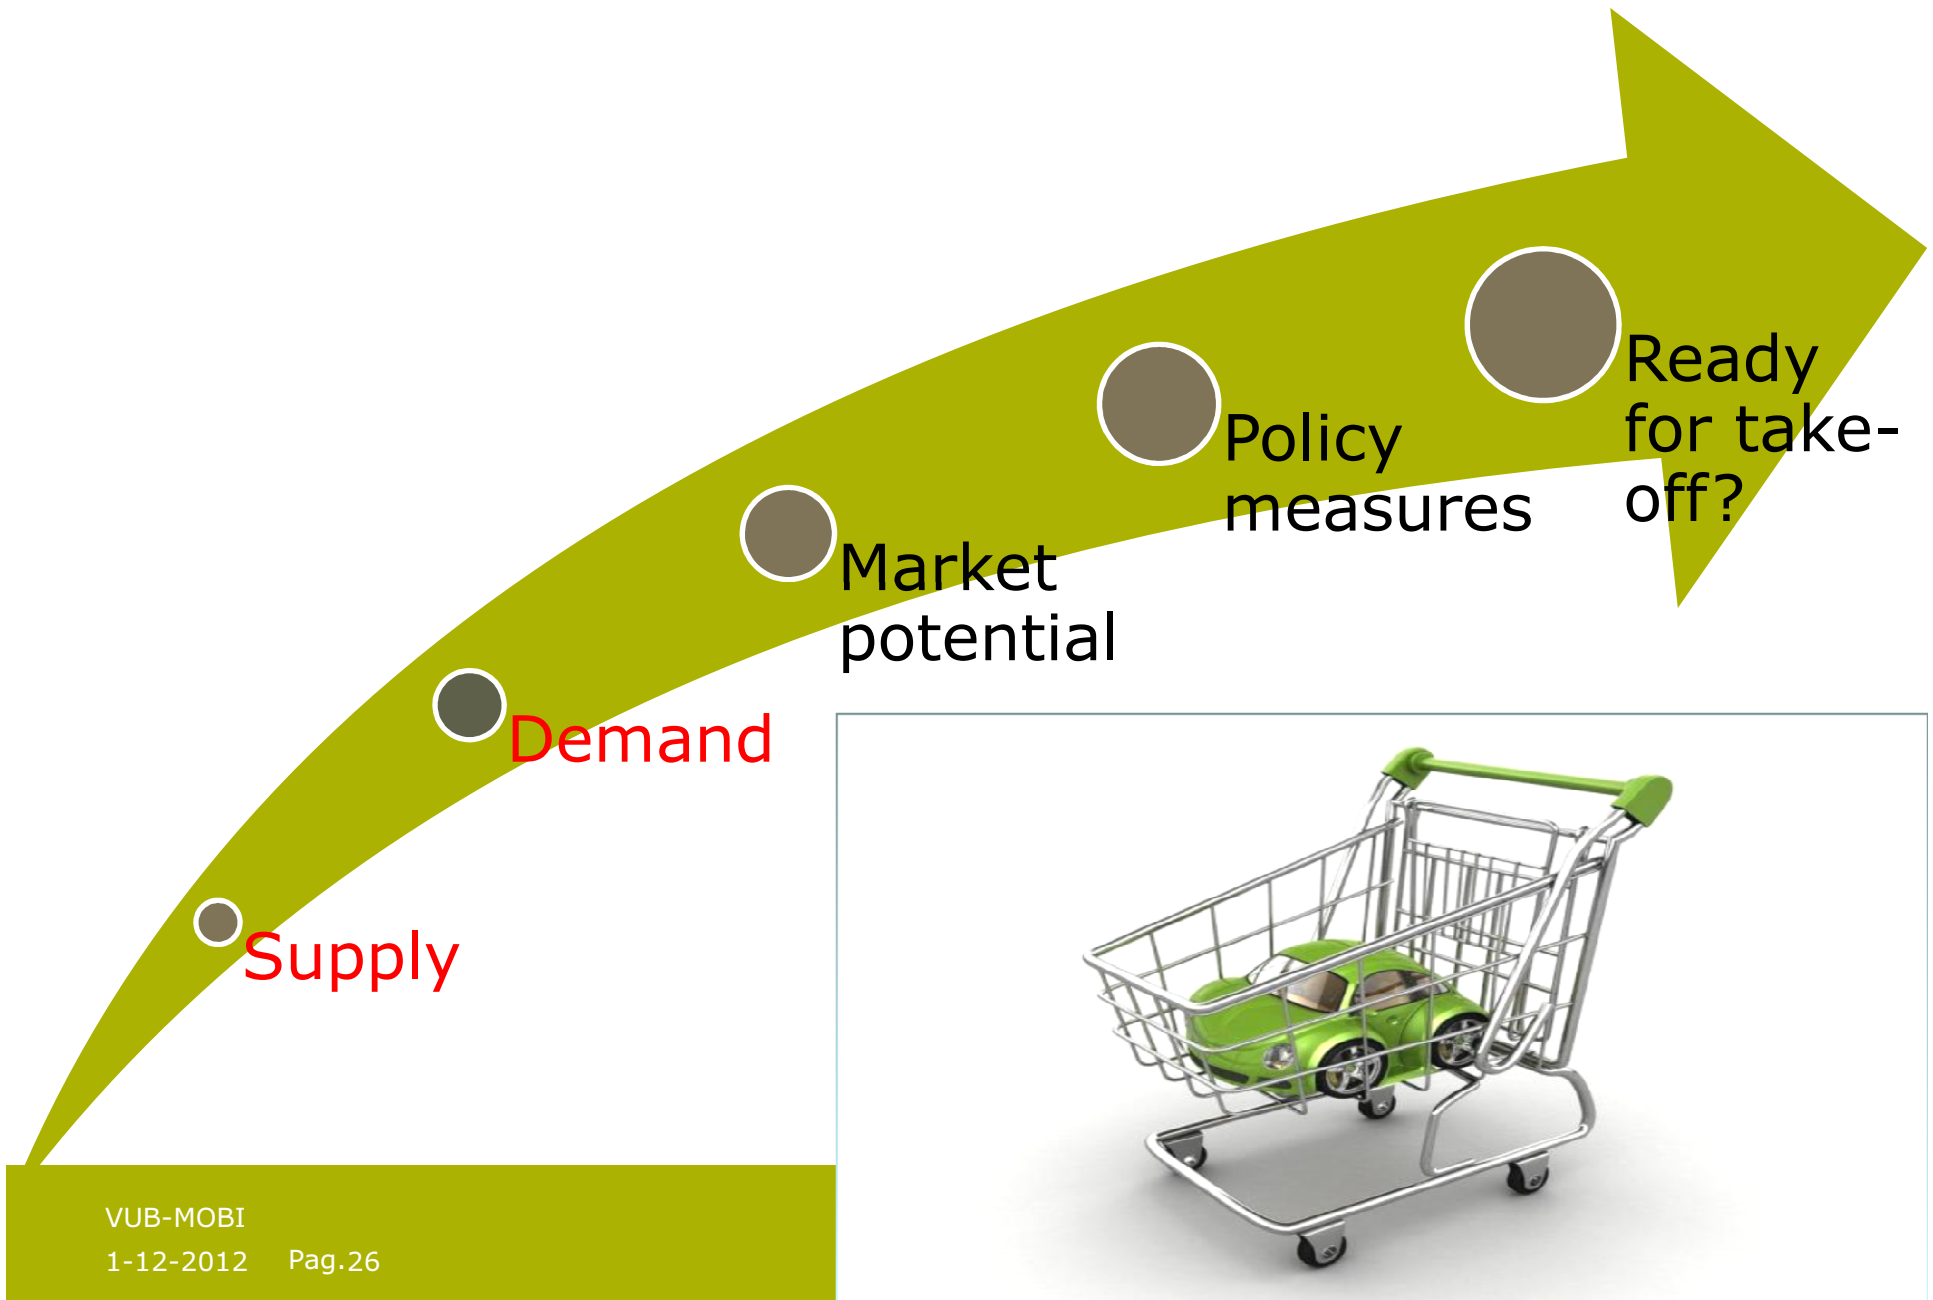 Supply
Demand
Market
potential
Policy
measures
Ready
for take-
off?
VUB-MOBI
1-12-2012 Pag.26